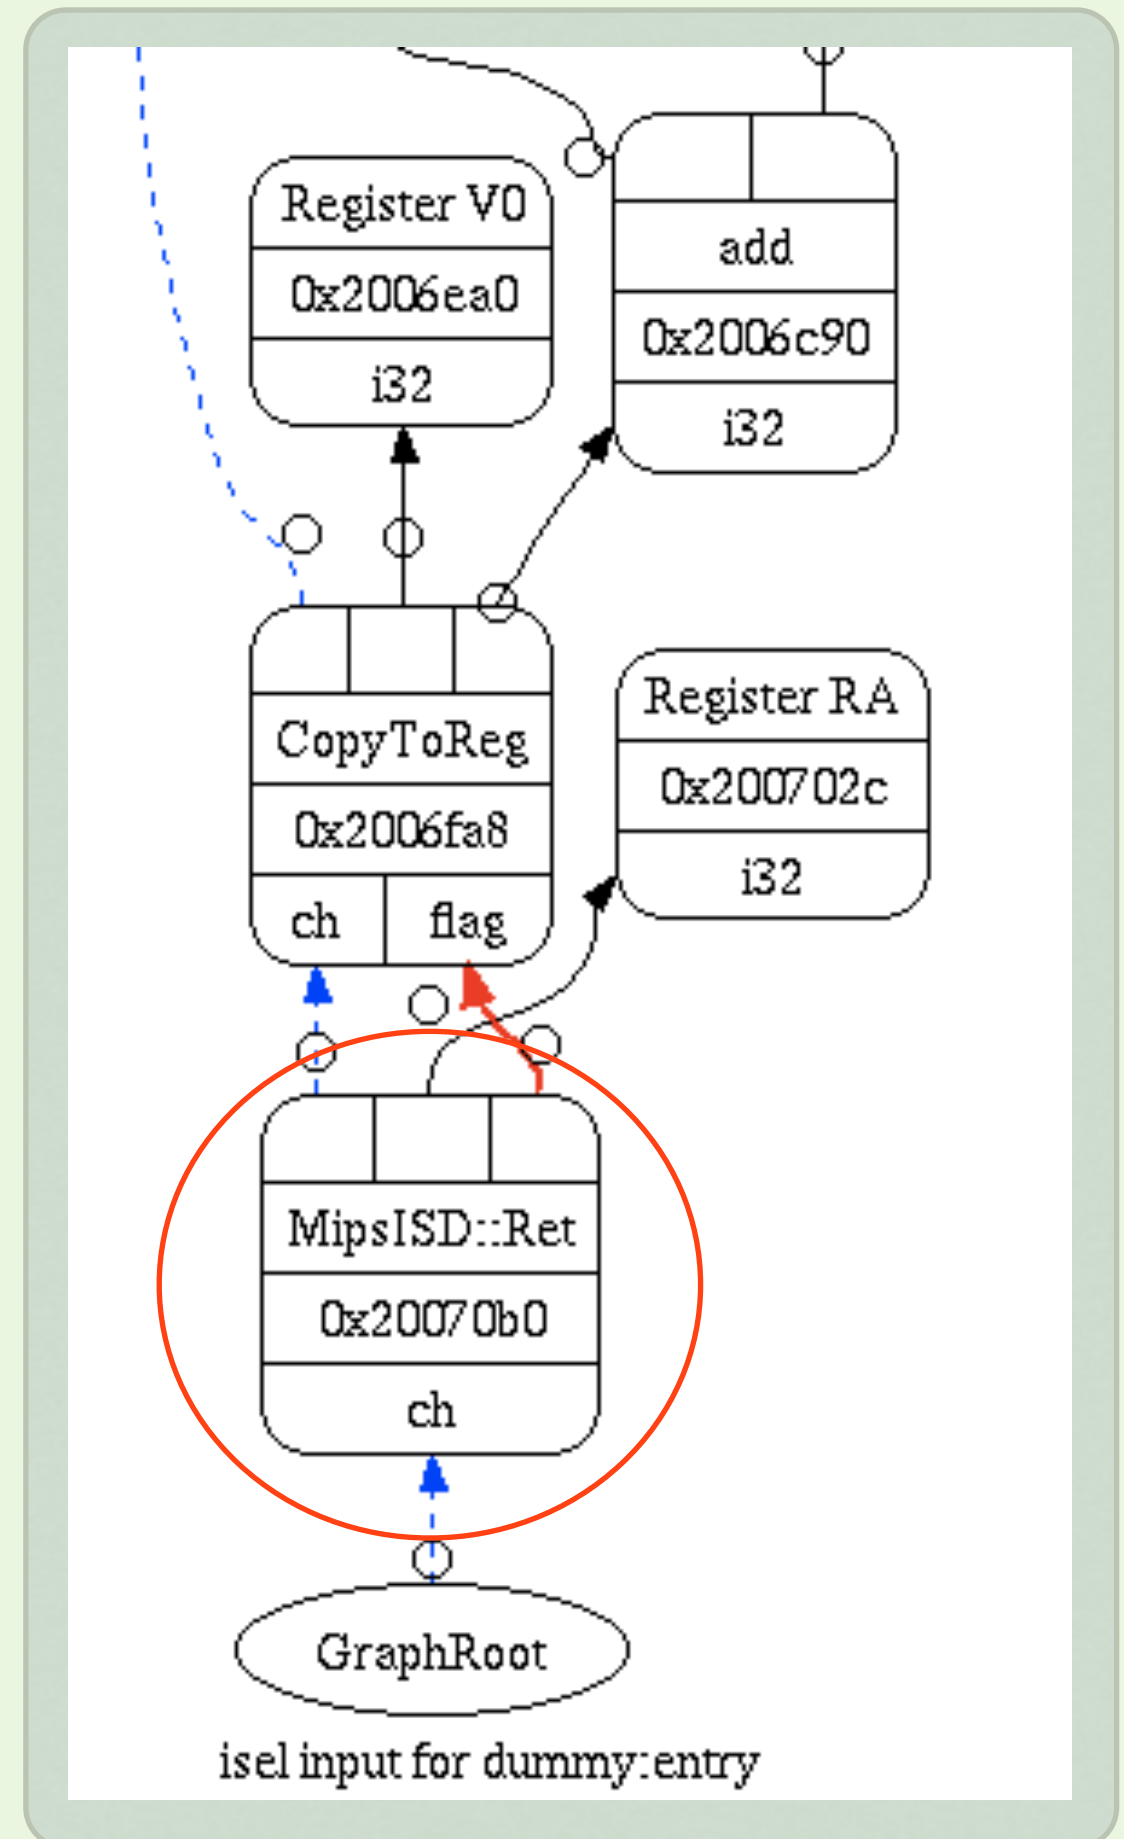 Register V0
0x2006ea0
i32
add
0x2006c90
i32
CopyToReg
0x2006fa8
ch
flag
Register RA
0x200702c
i32
MipsISD::Ret
0x20070b0
ch
GraphRoot
isel input for dummy:entry